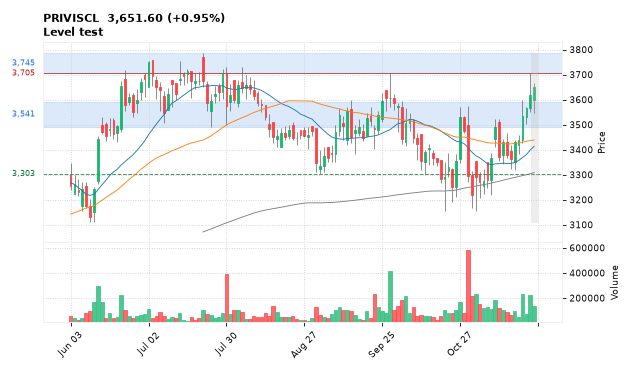 PRIVISCL 3,651.60 (+0.95%)
Level test
3,745
3,705
3,541
3,303
3800
3700
3600
3500
3400
3300
3200
3100
Price
600000
400000
200000
Volume
Jun 03
Jul 02
Jul 30
Aug 27
Sep 25
Oct 27